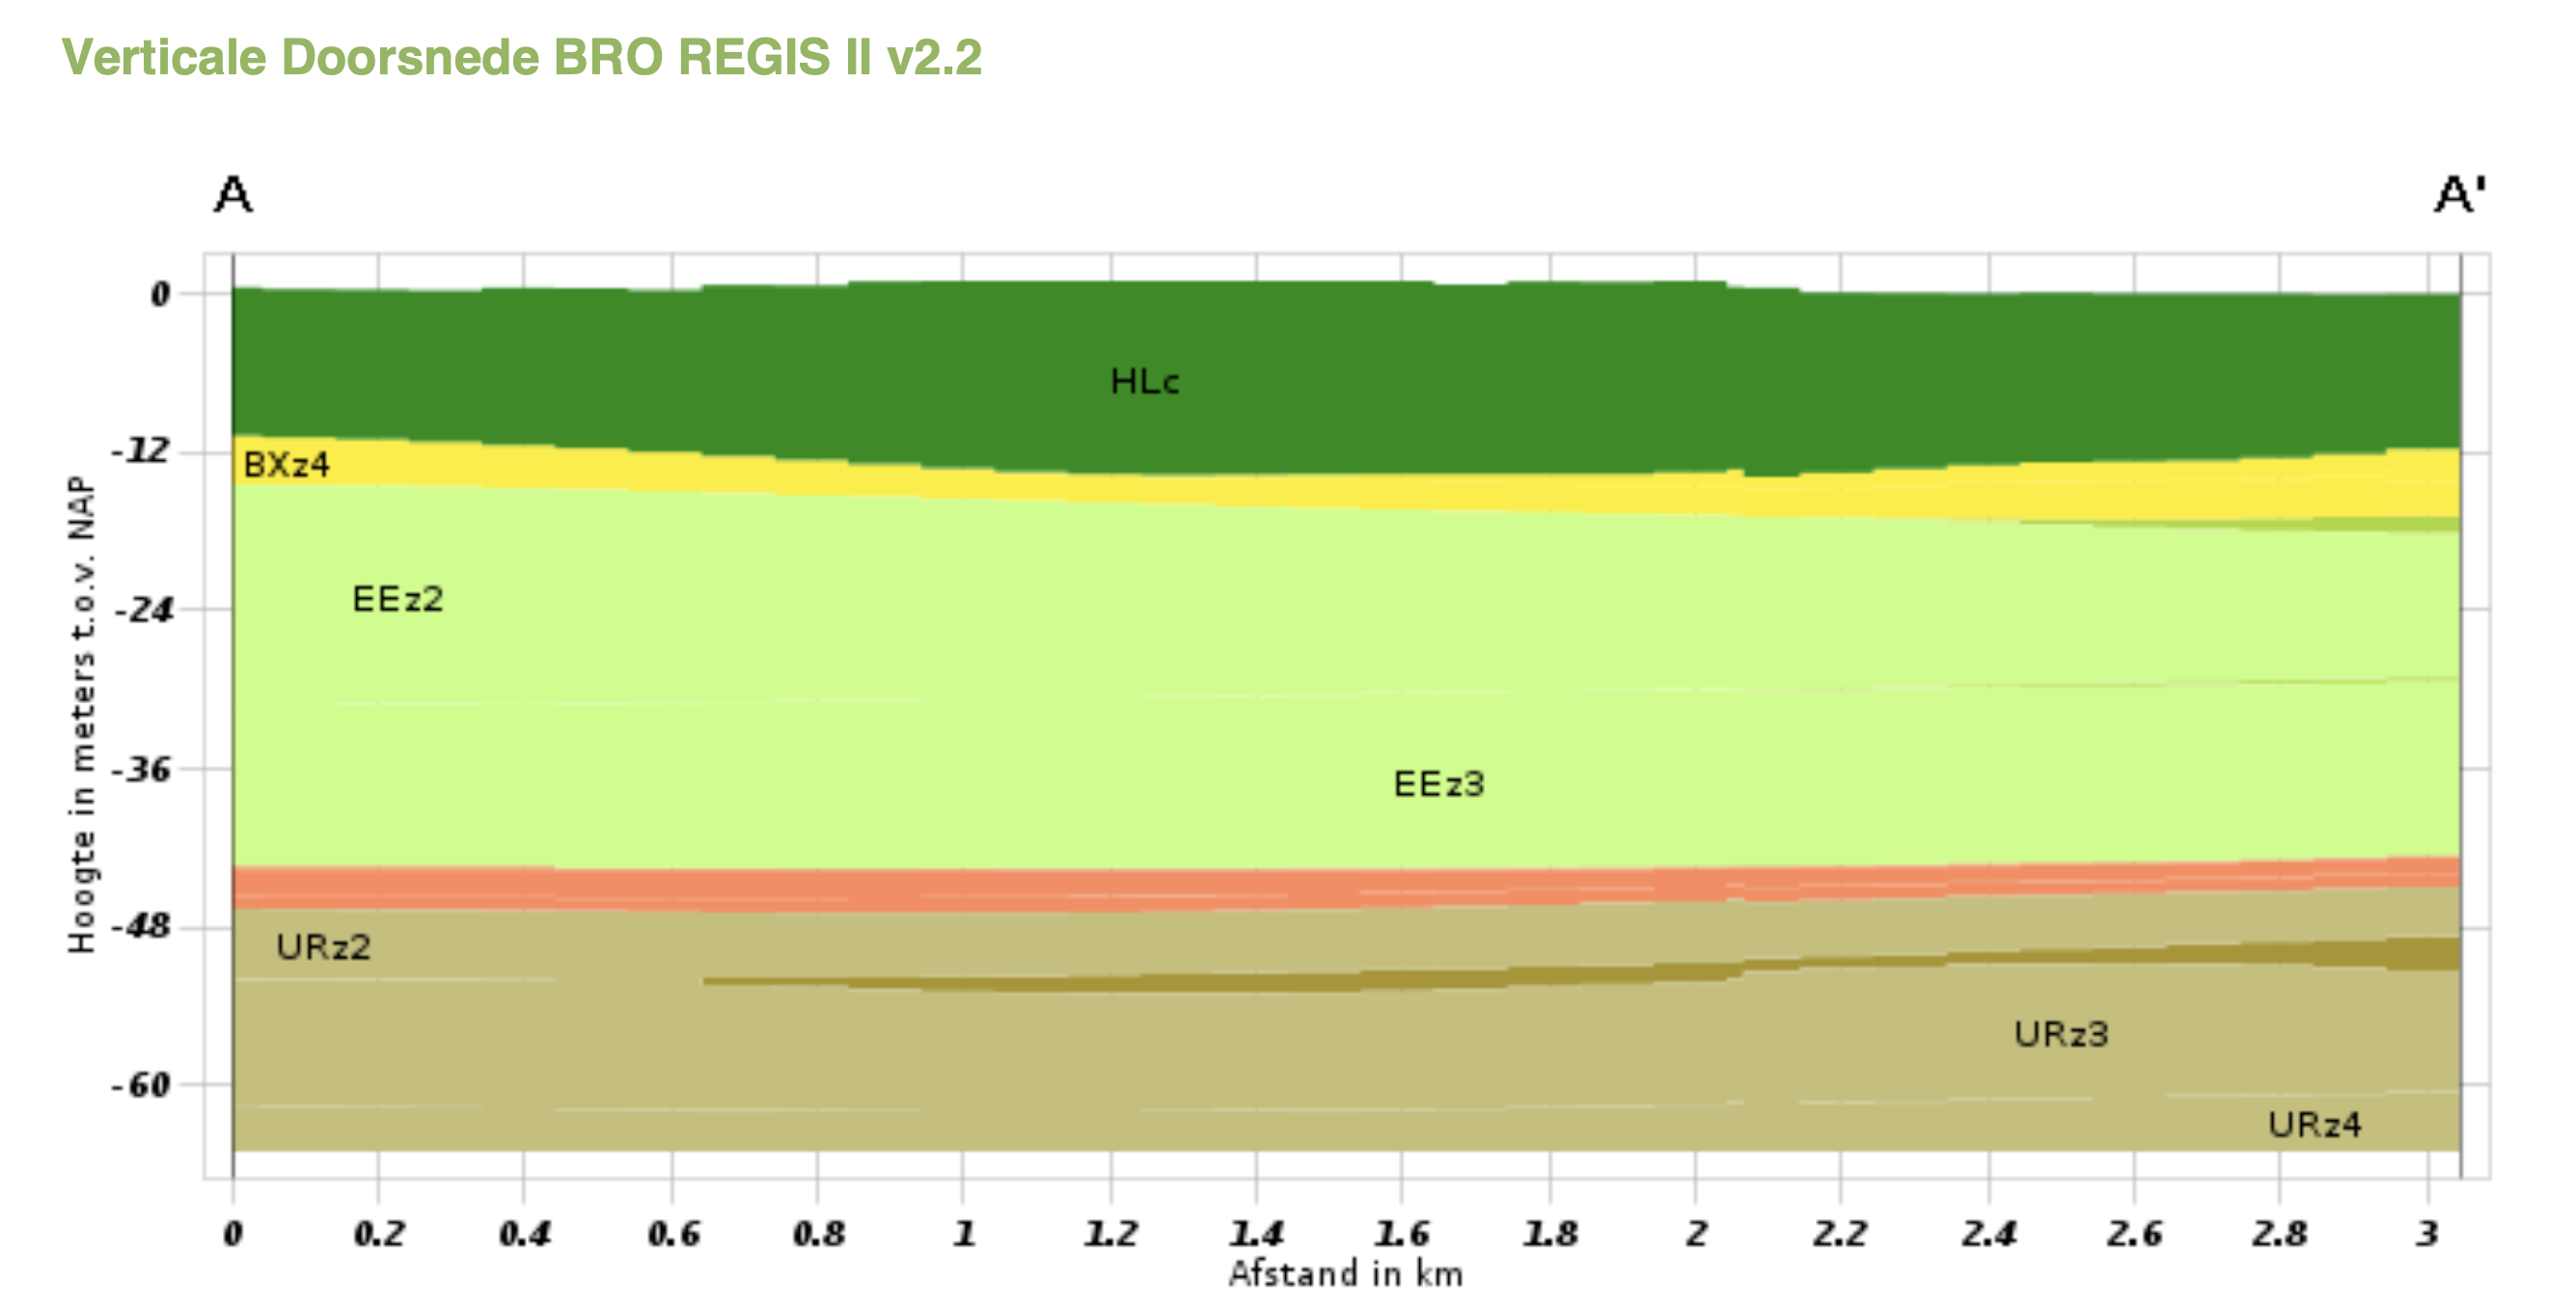 Verticale Doorsnede BRO REGIS II v2.2
A A'
0
HLc
-12
BXz4
-24
EEz2
-36
EEz3
-48
URz2
URz3
-60
URz4
Hoogte in meters t.o.v. NAP
0 0.2 0.4 0.6 0.8 1 1.2 1.4 1.6 1.8 2 2.2 2.4 2.6 2.8 3
Afstand in km